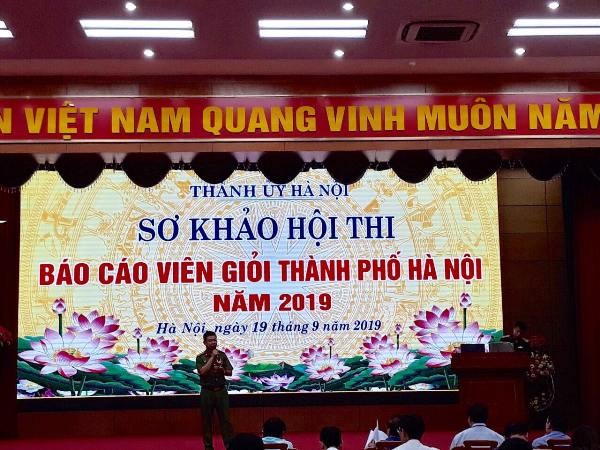 VIỆT NAM QUANG VINH MUÔN NĂM
THÀNH ỦY HÀ NỘI
SƠ KHẢO HỘI THI
BÁO CÁO VIÊN GIỎI THÀNH PHỐ HÀ NỘI
NĂM 2019
Hà Nội, ngày 19 tháng 9 năm 2019